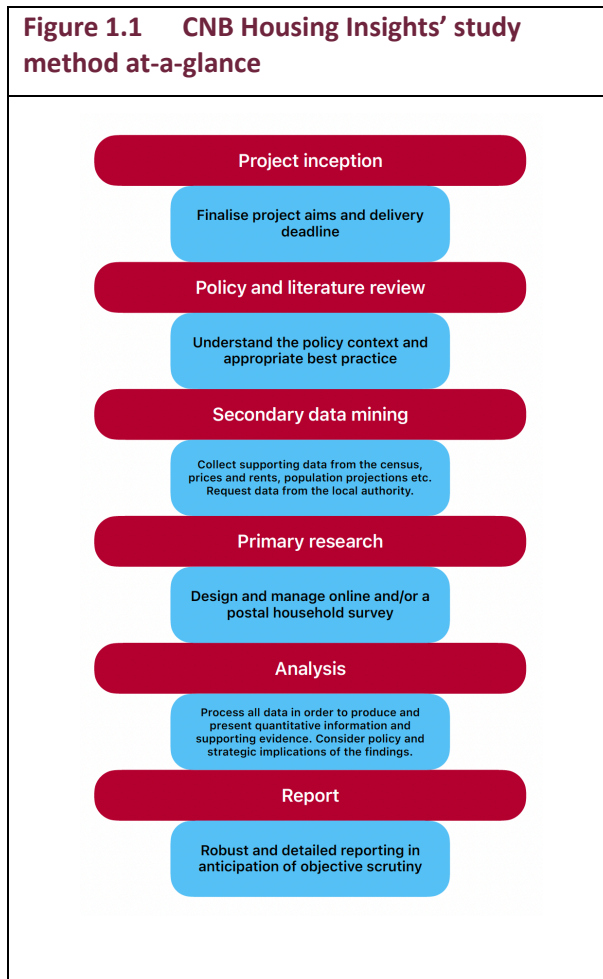 Figure 1.1 CNB Housing Insights’ study
method at-a-glance
Project inception
Finalise project aims and delivery
deadline
Policy and literature review
Understand the policy context and
appropriate best practice
Secondary data mining
Collect supporting data from the census,
prices and rents, population projections etc.
Request data from the local authority.
Primary research
Design and manage online and/or a
postal household survey
Analysis
Process all data in order to produce and
present quantitative information and
supporting evidence. Consider policy and
strategic implications of the findings.
Report
Robust and detailed reporting in
anticipation of objective scrutiny